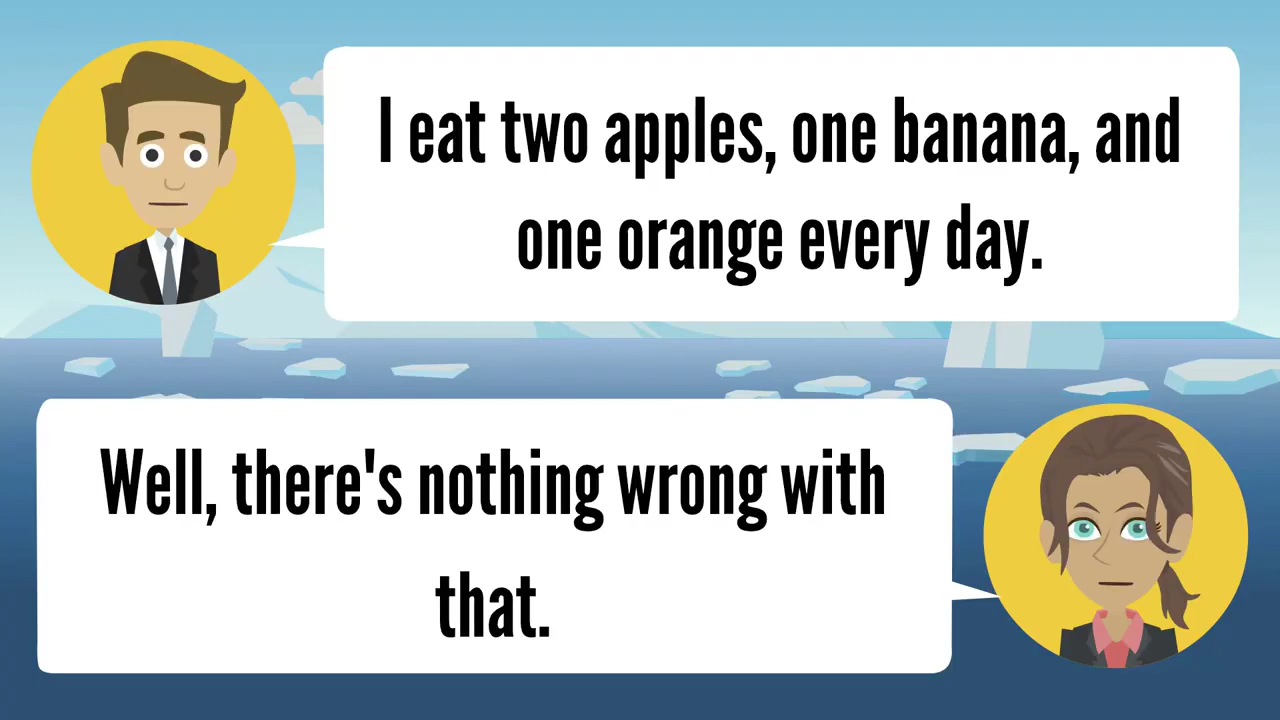 I eat two apples, one banana, and
one orange every day.
Well, there's nothing wrong with
that.